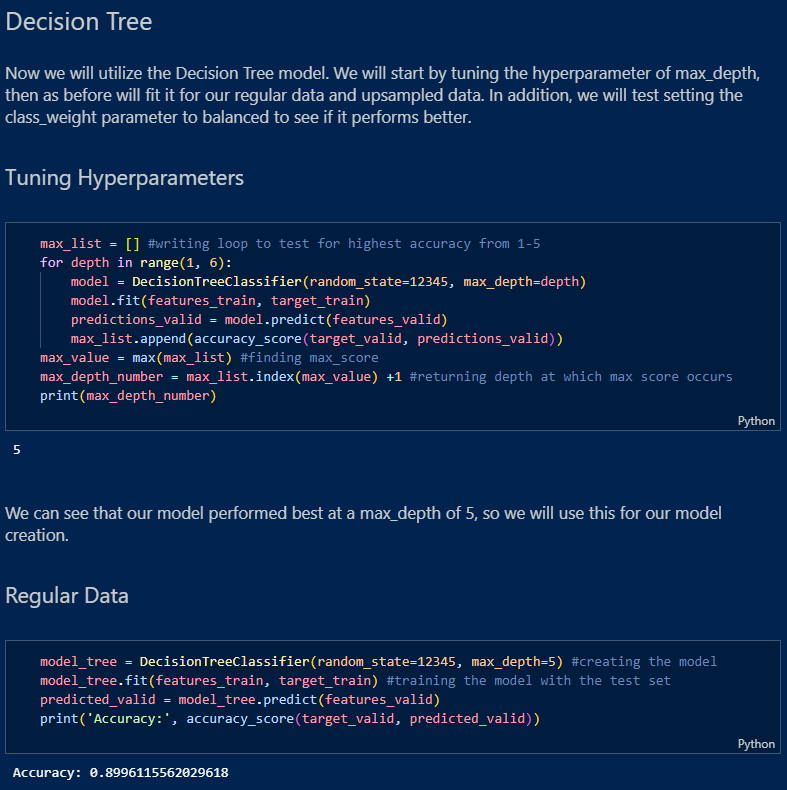 Decision Tree
Now we will utilize the Decision Tree model. We will start by tuning the hyperparameter of max_depth,
then as before will fit it for our regular data and upsampled data. In addition, we will test setting the
class_weight parameter to balanced to see if it performs better.
Tuning Hyperparameters
max_list = [] #writing loop to test for highest accuracy from 1-5
for depth in range(1, 6):
    model = DecisionTreeClassifier(random_state=12345, max_depth=depth)
    model.fit(features_train, target_train)
    predictions_valid = model.predict(features_valid)
    max_list.append(accuracy_score(target_valid, predictions_valid))
max_value = max(max_list) #finding max_score
max_depth_number = max_list.index(max_value) +1 #returning depth at which max score occurs
print(max_depth_number)
Python
5
We can see that our model performed best at a max_depth of 5, so we will use this for our model
creation.
Regular Data
model_tree = DecisionTreeClassifier(random_state=12345, max_depth=5) #creating the model
model_tree.fit(features_train, target_train) #training the model with the test set
predicted_valid = model_tree.predict(features_valid)
print('Accuracy:', accuracy_score(target_valid, predicted_valid))
Python
Accuracy: 0.8996115562029618